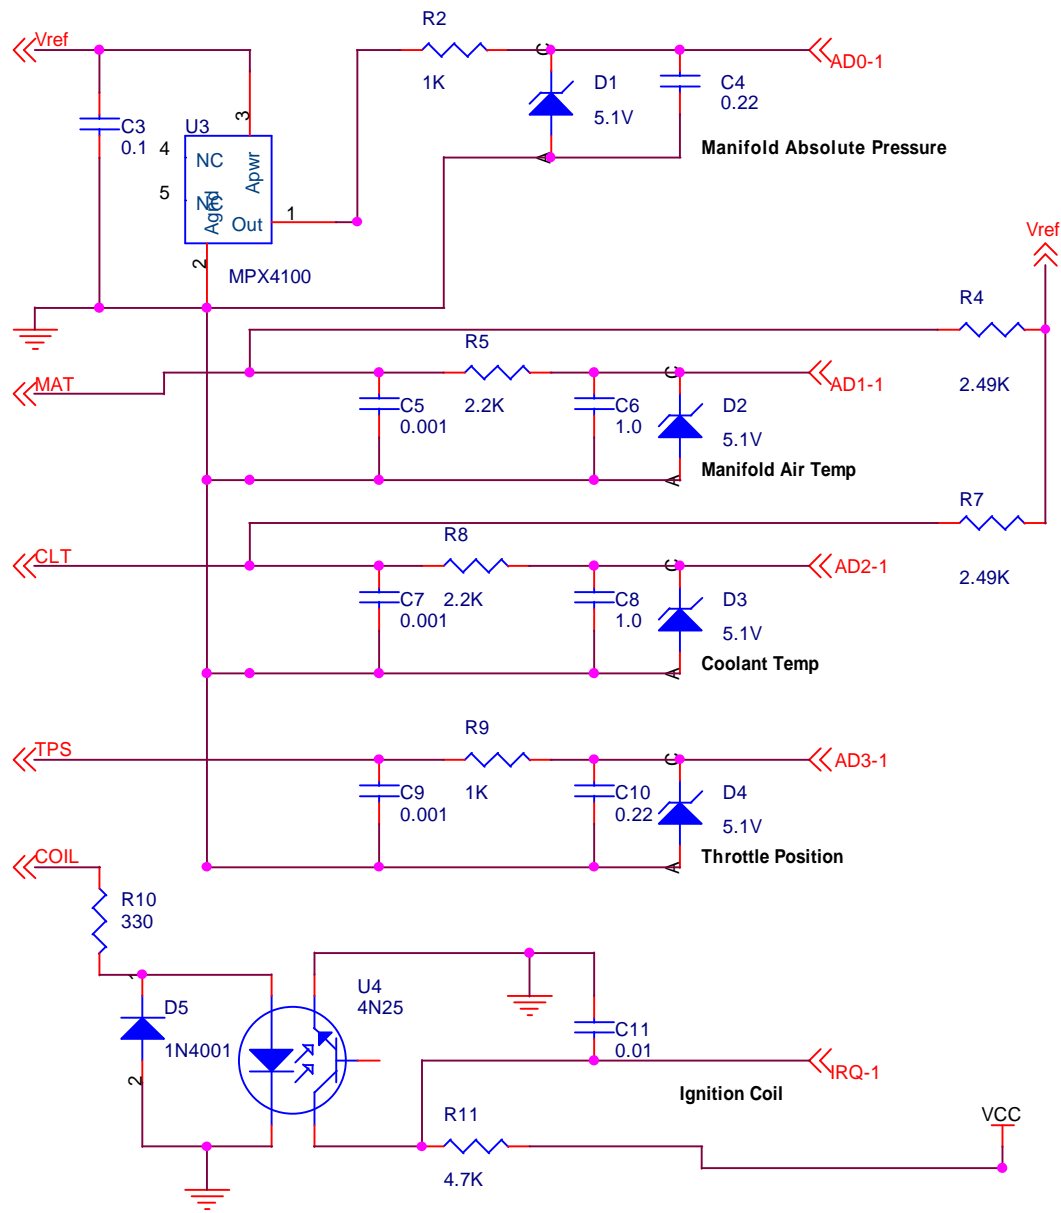 Vref
R2
1K
C
D1
5.1V
C4
0.22
AD0-1
C3
0.1
U3
3
4
NC
5
NC
Apwr
Agnd
Out
1
2
MPX4100
A
Manifold Absolute Pressure
Vref
R4
2.49K
MAT
R5
2.2K
C5
0.001
C6
1.0
C
D2
5.1V
AD1-1
A
Manifold Air Temp
R7
2.49K
CLT
R8
2.2K
C7
0.001
C8
1.0
C
D3
5.1V
AD2-1
A
Coolant Temp
TPS
R9
1K
C9
0.001
C10
0.22
C
D4
5.1V
AD3-1
A
Throttle Position
COIL
R10
330
1
D5
1N4001
2
U4
4N25
C11
0.01
IRQ-1
Ignition Coil
R11
4.7K
VCC